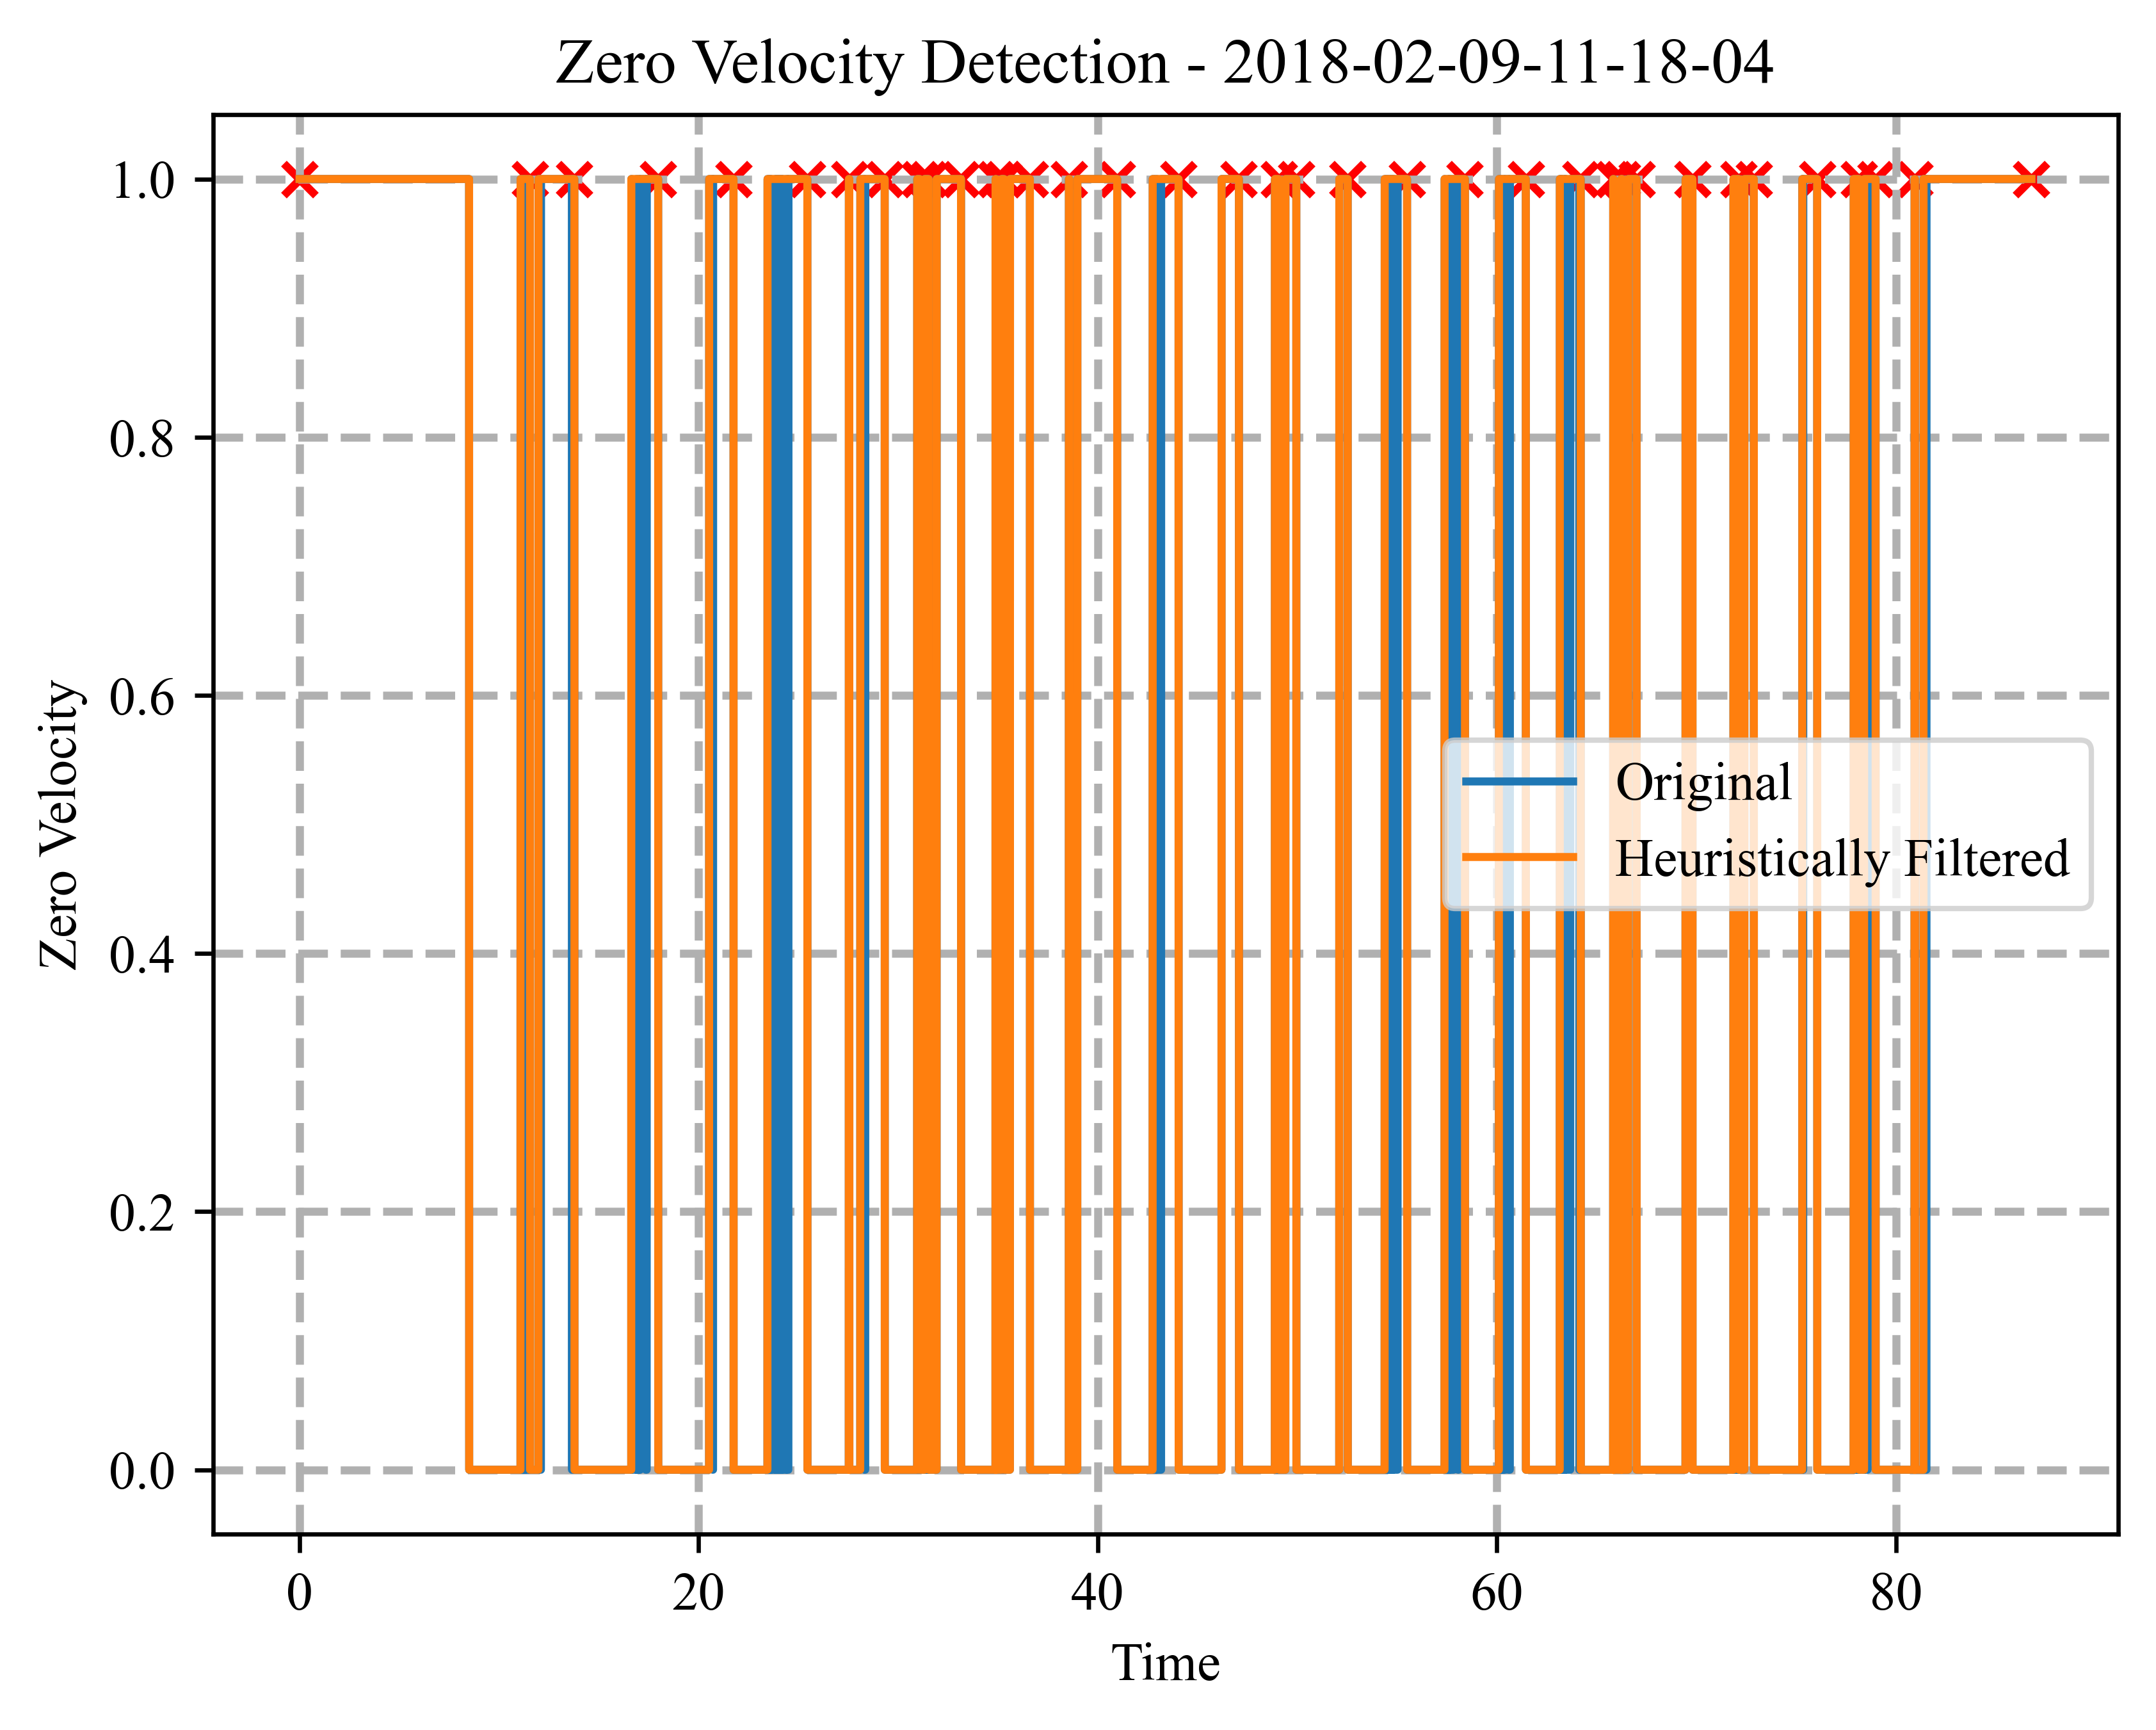 Zero Velocity Detection - 2018-02-09-11-18-04
1.0
0.8
0.6
0.4
0.2
0.0
Zero Velocity
Original
Heuristically Filtered
0 20 40 60 80
Time